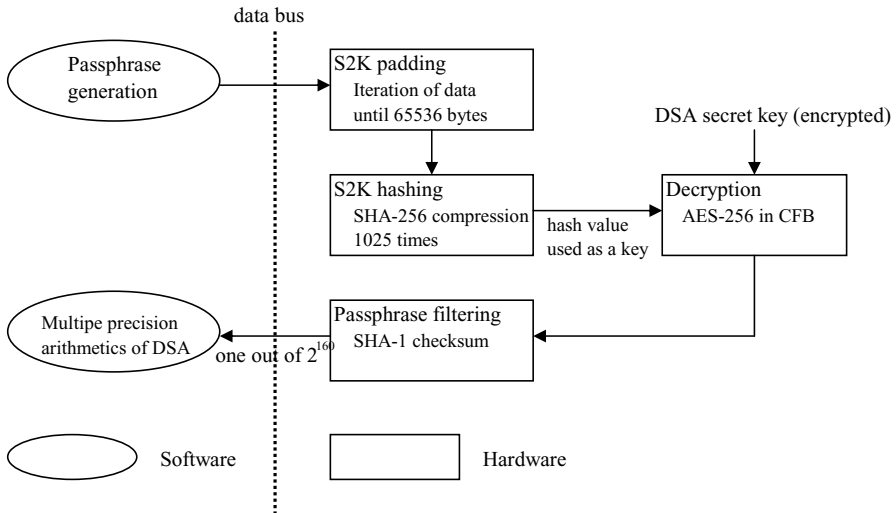 data bus
Passphrase
generation
S2K padding
Iteration of data
until 65536 bytes
DSA secret key (encrypted)
S2K hashing
SHA-256 compression
1025 times
hash value
used as a key
Decryption
AES-256 in CFB
Multipe precision
arithmetics of DSA
one out of 2^160
Passphrase filtering
SHA-1 checksum
Software
Hardware